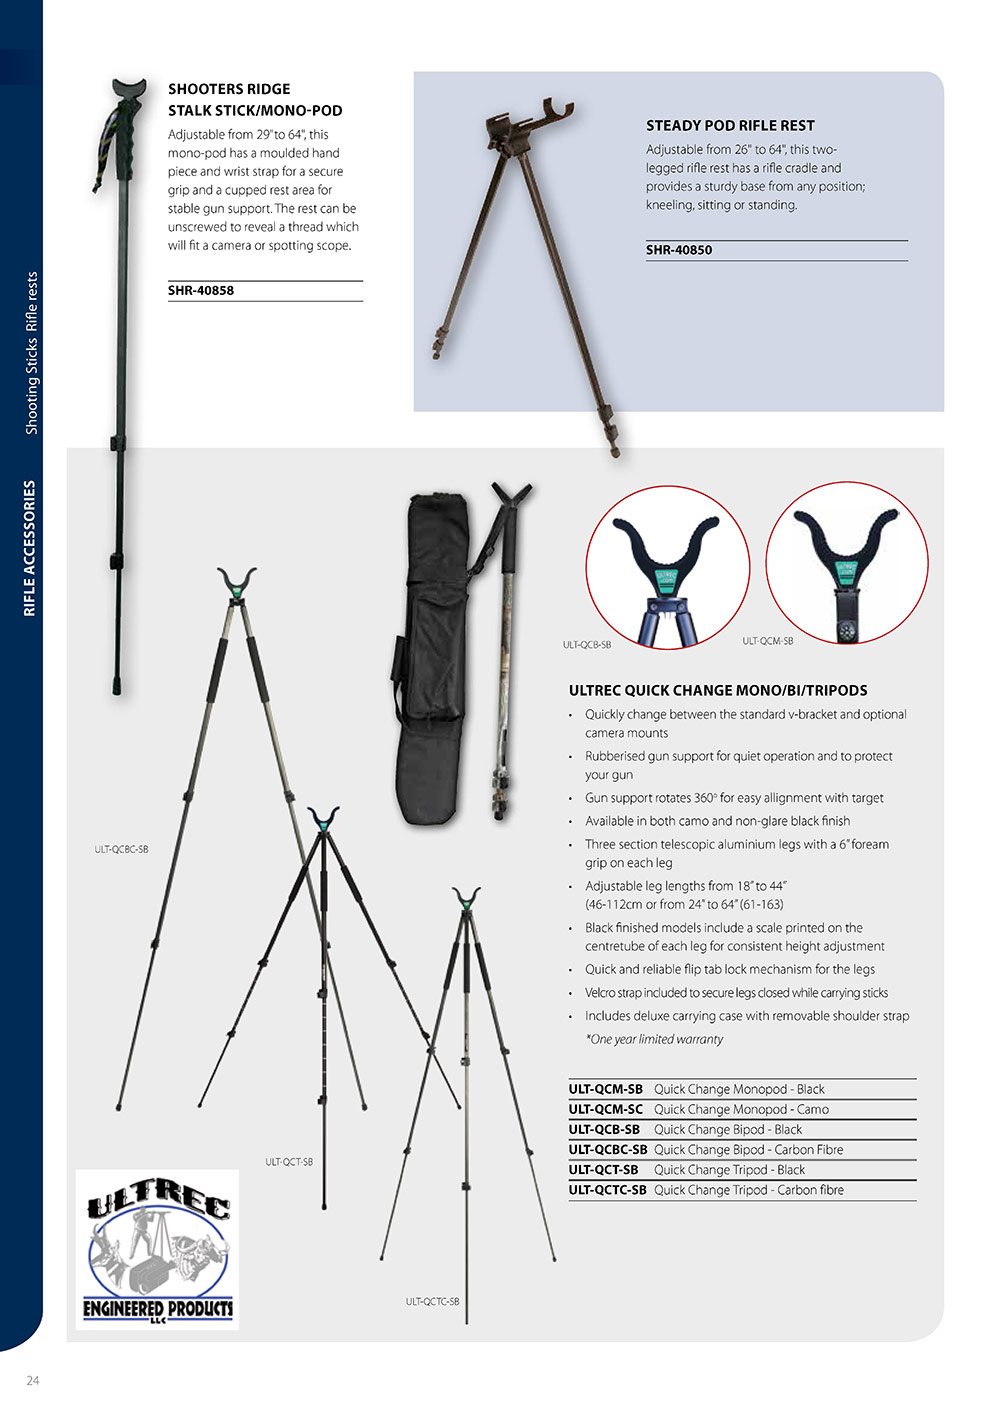 SHOOTERS RIDGE
STALK STICK/MONO-POD
Adjustable from 29" to 64", this
mono-pod has a moulded hand
piece and wrist strap for a secure
grip and a cupped rest area for
stable gun support. The rest can be
unscrewed to reveal a thread which
will fit a camera or spotting scope.
SHR-40858
STEADY POD RIFLE REST
Adjustable from 26" to 64", this two-
legged rifle rest has a rifle cradle and
provides a sturdy base from any position;
kneeling, sitting or standing.
SHR-40850
Shooting Sticks Rifle rests
RIFLE ACCESSORIES
ULTREC
ULT-QCB-SB
ULT-QCM-SB
ULTREC QUICK CHANGE MONO/BI/TRIPODS
• Quickly change between the standard v-bracket and optional
camera mounts
• Rubberised gun support for quiet operation and to protect
your gun
• Gun support rotates 360° for easy allignment with target
• Available in both camo and non-glare black finish
• Three section telescopic aluminium legs with a 6" foream
grip on each leg
• Adjustable leg lengths from 18" to 44"
(46-112cm or from 24" to 64" (61-163)
• Black finished models include a scale printed on the
centretube of each leg for consistent height adjustment
• Quick and reliable flip tab lock mechanism for the legs
• Velcro strap included to secure legs closed while carrying sticks
• Includes deluxe carrying case with removable shoulder strap
*One year limited warranty
ULT-QCM-SB Quick Change Monopod - Black
ULT-QCM-SC Quick Change Monopod - Camo
ULT-QCB-SB Quick Change Bipod - Black
ULT-QCBC-SB Quick Change Bipod - Carbon Fibre
ULT-QCT-SB Quick Change Tripod - Black
ULT-QCTC-SB Quick Change Tripod - Carbon fibre
ULT-QCBC-SB
ULT-QCT-SB
ULT-QCTC-SB
ULTREC
ENGINEERED PRODUCTS
LLC
24